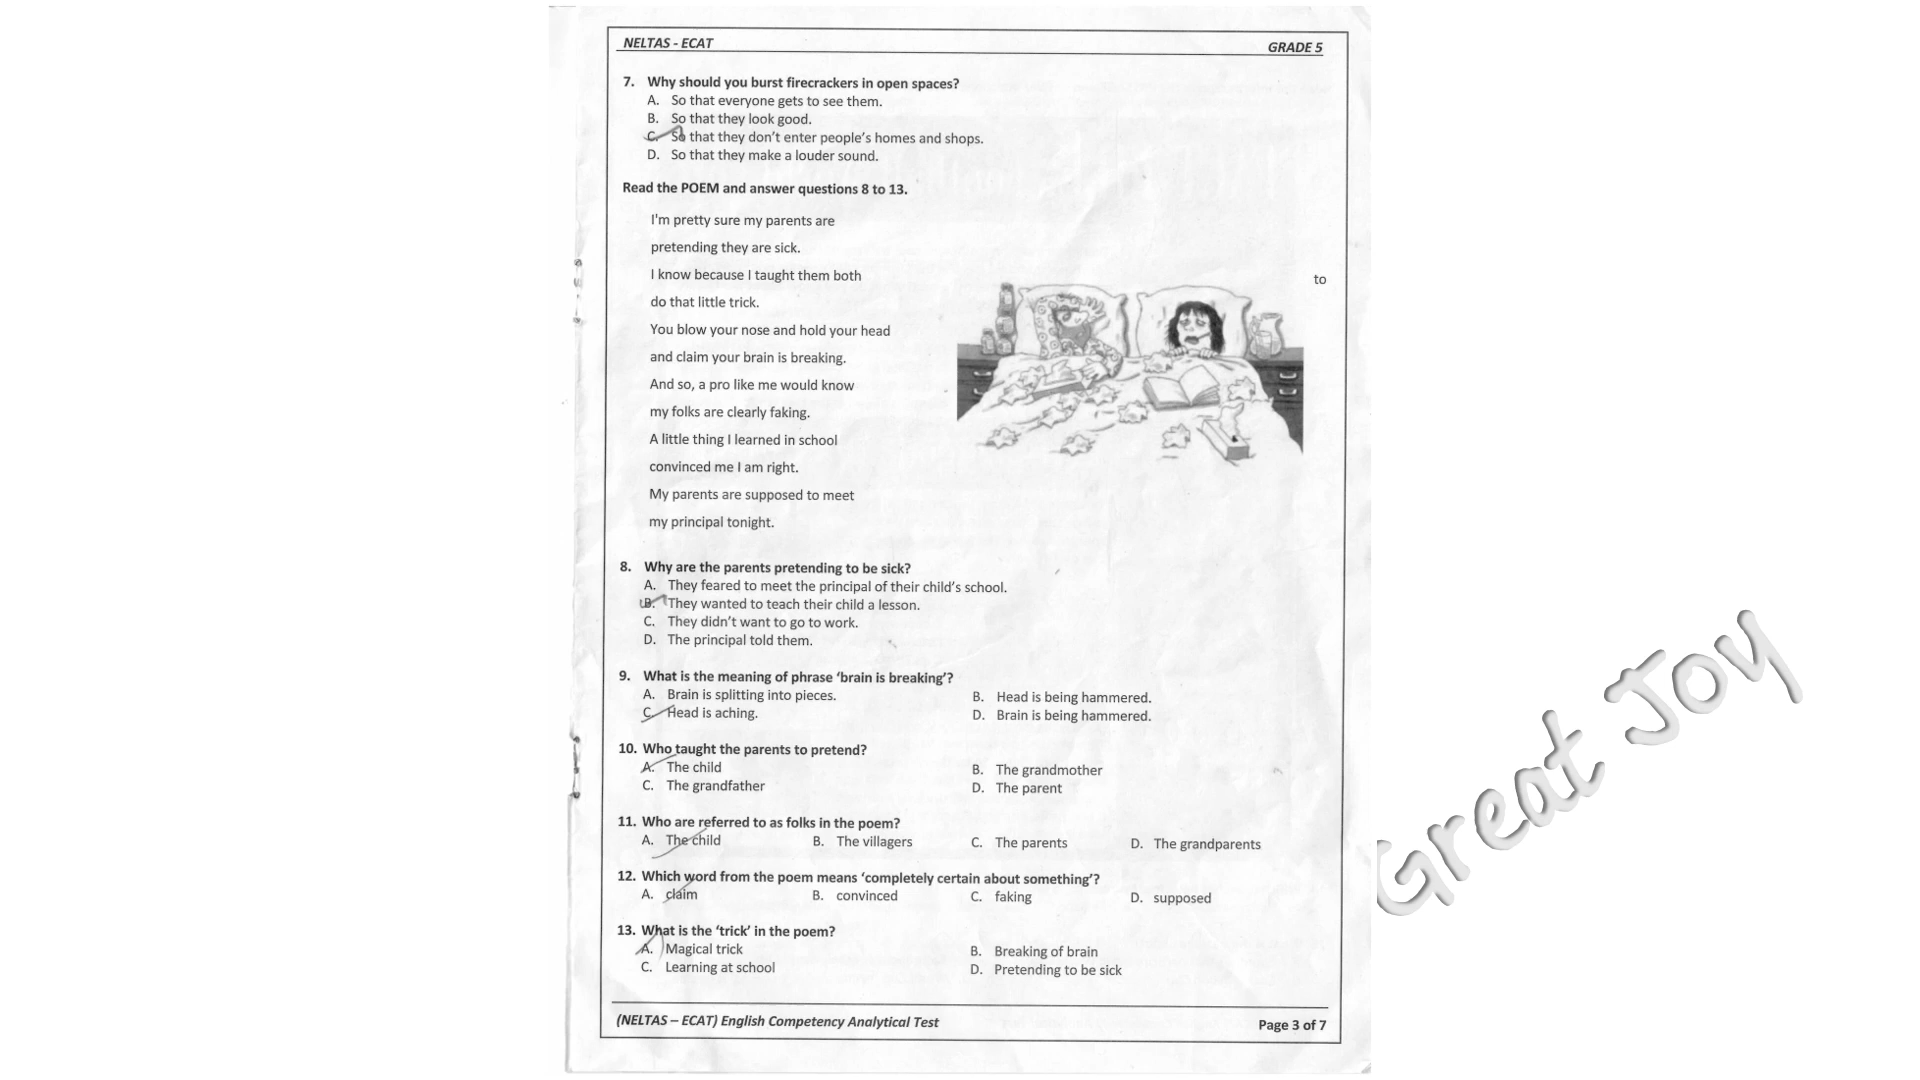 NELTAS - ECAT GRADE 5
7. Why should you burst firecrackers in open spaces?
A. So that everyone gets to see them.
B. So that they look good.
C. So that they don't enter people's homes and shops.
D. So that they make a louder sound.
Read the POEM and answer questions 8 to 13.
I'm pretty sure my parents are
pretending they are sick.
I know because I taught them both to
do that little trick.
You blow your nose and hold your head
and claim your brain is breaking.
And so, a pro like me would know
my folks are clearly faking.
A little thing I learned in school
convinced me I am right.
My parents are supposed to meet
my principal tonight.
8. Why are the parents pretending to be sick?
A. They feared to meet the principal of their child's school.
B. They wanted to teach their child a lesson.
C. They didn't want to go to work.
D. The principal told them.
9. What is the meaning of phrase 'brain is breaking'?
A. Brain is splitting into pieces. B. Head is being hammered.
C. Head is aching. D. Brain is being hammered.
10. Who taught the parents to pretend?
A. The child B. The grandmother
C. The grandfather D. The parent
11. Who are referred to as folks in the poem?
A. The child B. The villagers C. The parents D. The grandparents
12. Which word from the poem means 'completely certain about something'?
A. claim B. convinced C. faking D. supposed
13. What is the 'trick' in the poem?
A. Magical trick B. Breaking of brain
C. Learning at school D. Pretending to be sick
(NELTAS – ECAT) English Competency Analytical Test Page 3 of 7
Great Joy